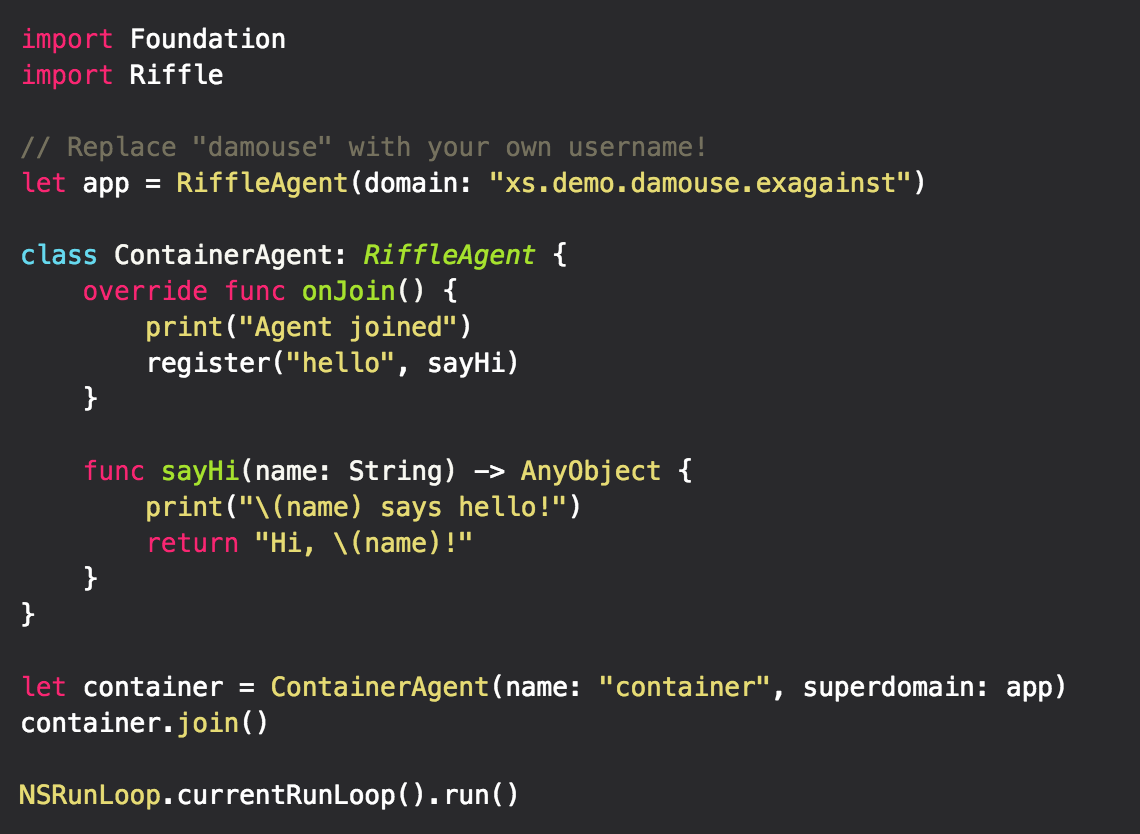 import Foundation
import Riffle
// Replace "damouse" with your own username!
let app = RiffleAgent(domain: "xs.demo.damouse.exagainst")
class ContainerAgent: RiffleAgent {
    override func onJoin() {
        print("Agent joined")
        register("hello", sayHi)
    }
    func sayHi(name: String) -> AnyObject {
        print("\(name) says hello!")
        return "Hi, \(name)!"
    }
}
let container = ContainerAgent(name: "container", superdomain: app)
container.join()
NSRunLoop.currentRunLoop().run()